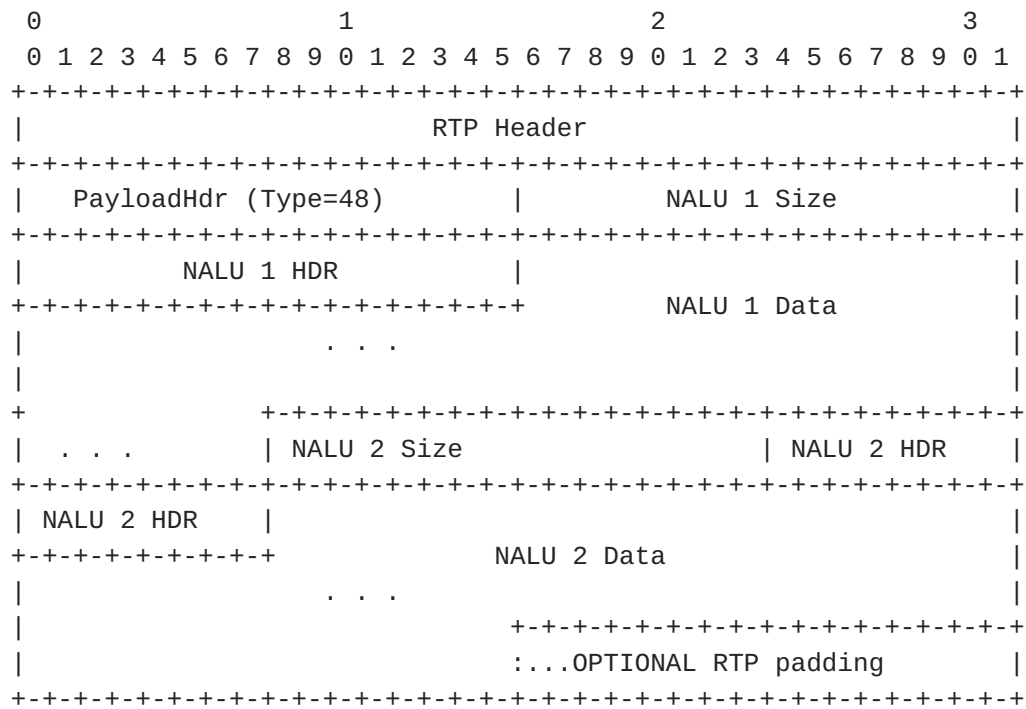 0                   1                   2                   3
 0 1 2 3 4 5 6 7 8 9 0 1 2 3 4 5 6 7 8 9 0 1 2 3 4 5 6 7 8 9 0 1
+-+-+-+-+-+-+-+-+-+-+-+-+-+-+-+-+-+-+-+-+-+-+-+-+-+-+-+-+-+-+-+-+
|                          RTP Header                           |
+-+-+-+-+-+-+-+-+-+-+-+-+-+-+-+-+-+-+-+-+-+-+-+-+-+-+-+-+-+-+-+-+
|   PayloadHdr (Type=48)        |         NALU 1 Size           |
+-+-+-+-+-+-+-+-+-+-+-+-+-+-+-+-+-+-+-+-+-+-+-+-+-+-+-+-+-+-+-+-+
|          NALU 1 HDR           |                               |
+-+-+-+-+-+-+-+-+-+-+-+-+-+-+-+-+         NALU 1 Data           |
|                   . . .                                       |
|                                                               |
+               +-+-+-+-+-+-+-+-+-+-+-+-+-+-+-+-+-+-+-+-+-+-+-+-+
|  . . .        | NALU 2 Size                   | NALU 2 HDR    |
+-+-+-+-+-+-+-+-+-+-+-+-+-+-+-+-+-+-+-+-+-+-+-+-+-+-+-+-+-+-+-+-+
| NALU 2 HDR    |                                               |
+-+-+-+-+-+-+-+-+              NALU 2 Data                      |
|                   . . .                                       |
|                               +-+-+-+-+-+-+-+-+-+-+-+-+-+-+-+-+
|                               :...OPTIONAL RTP padding        |
+-+-+-+-+-+-+-+-+-+-+-+-+-+-+-+-+-+-+-+-+-+-+-+-+-+-+-+-+-+-+-+-+